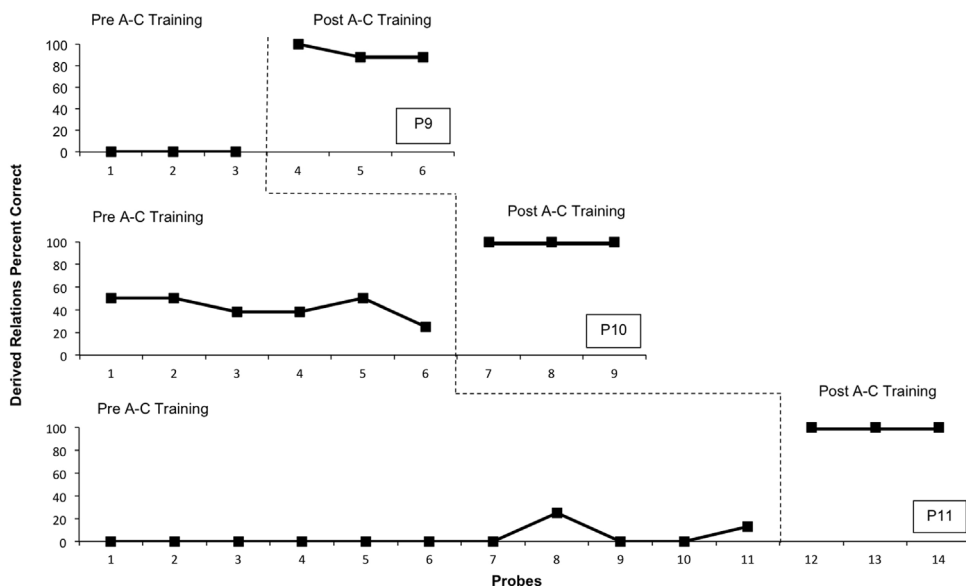 Pre A-C Training
Post A-C Training
100
80
60
40
20
0
P9
1 2 3 4 5 6
Pre A-C Training
Post A-C Training
100
80
60
40
20
0
P10
1 2 3 4 5 6 7 8 9
Pre A-C Training
Post A-C Training
100
80
60
40
20
0
P11
1 2 3 4 5 6 7 8 9 10 11 12 13 14
Derived Relations Percent Correct
Probes